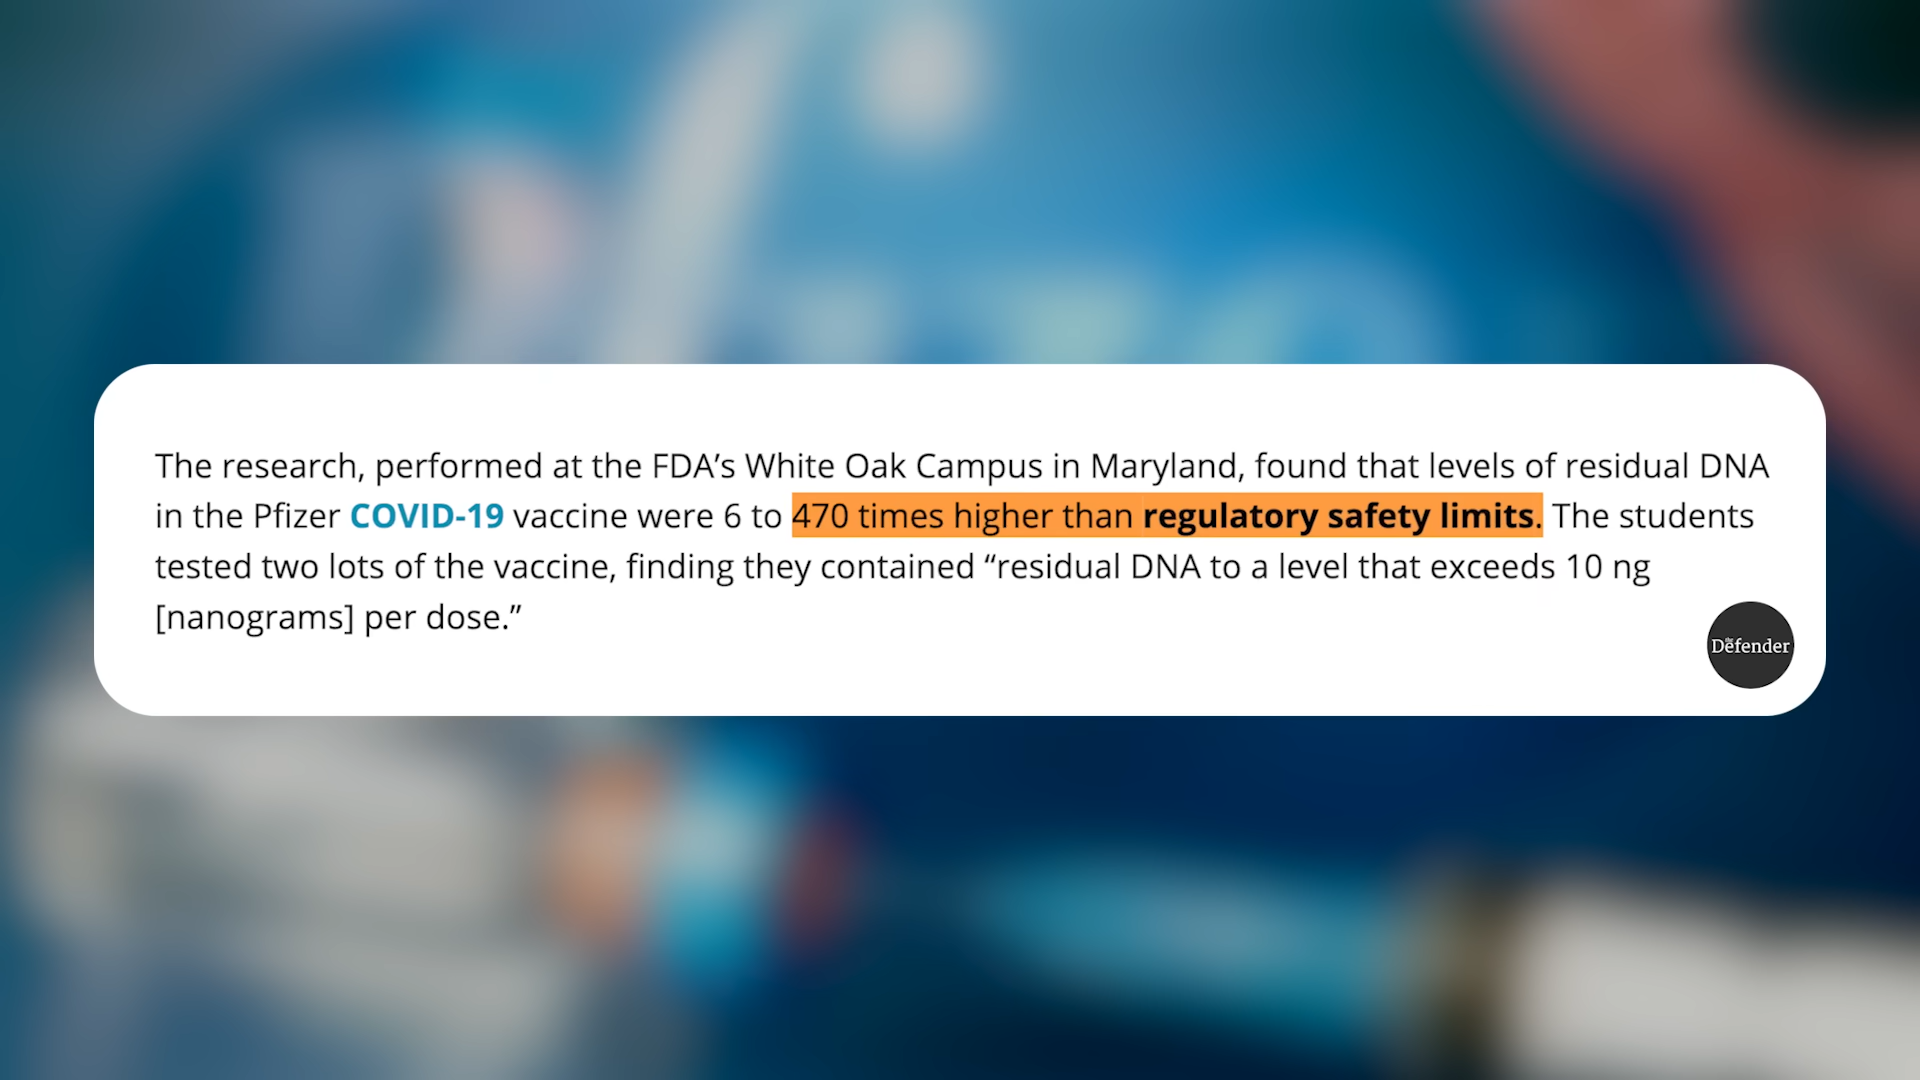 The research, performed at the FDA’s White Oak Campus in Maryland, found that levels of residual DNA
in the Pfizer COVID-19 vaccine were 6 to 470 times higher than regulatory safety limits. The students
tested two lots of the vaccine, finding they contained “residual DNA to a level that exceeds 10 ng
[nanograms] per dose.”
the Defender